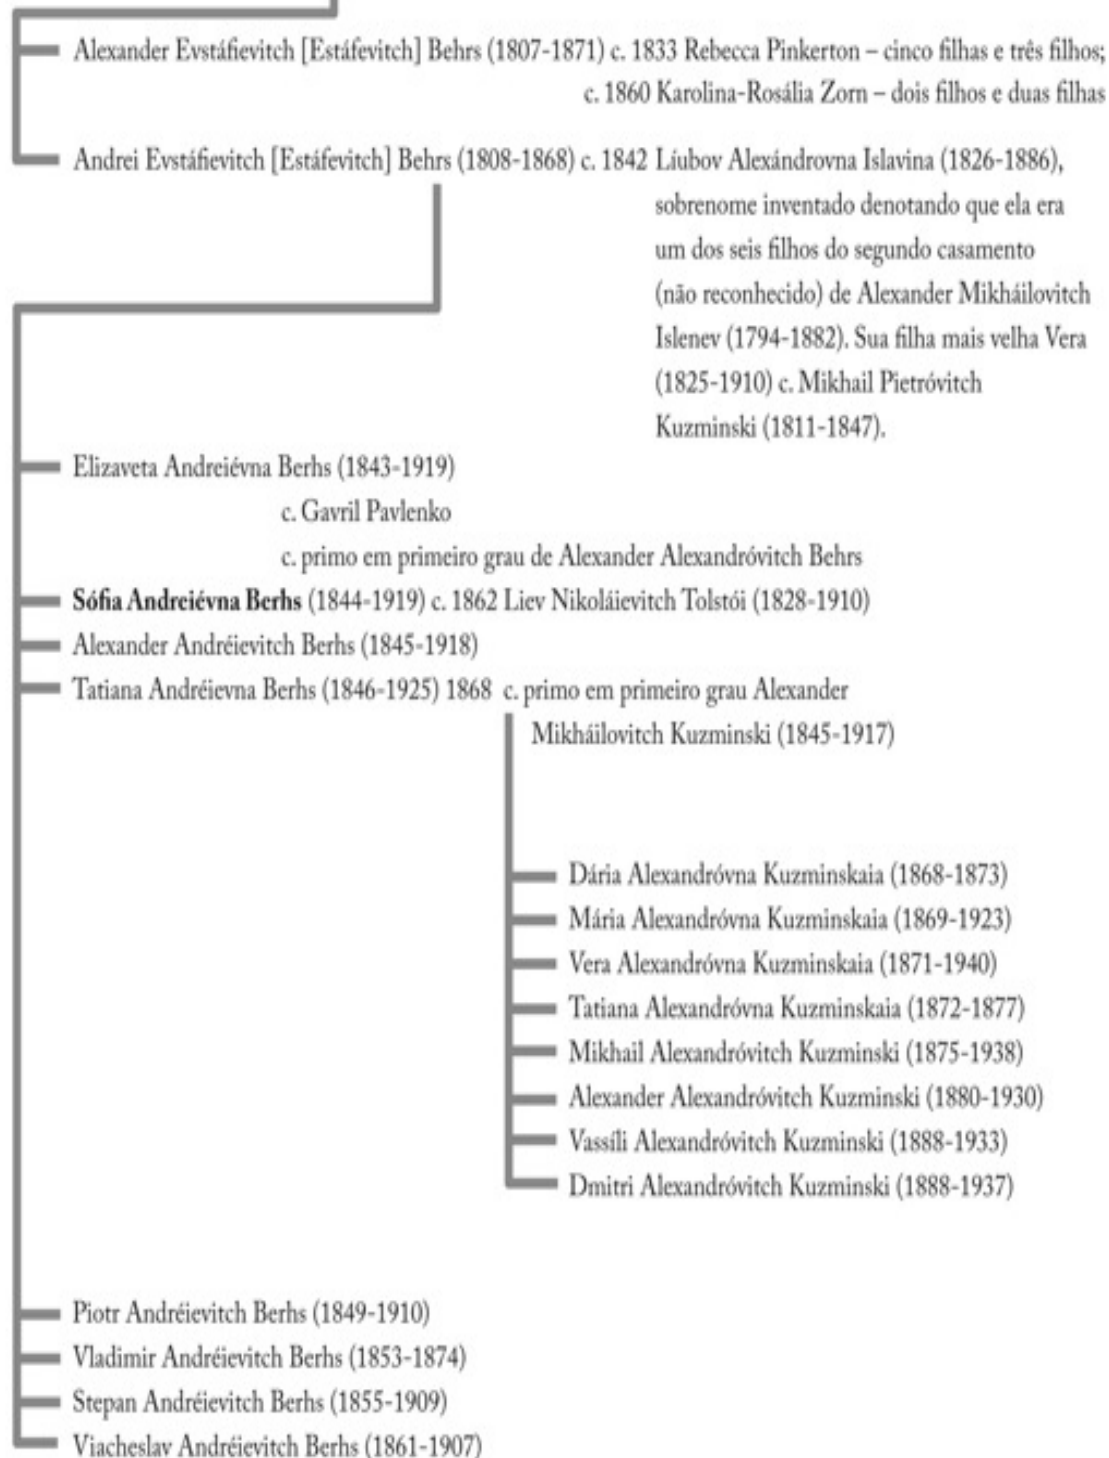 Alexander Evstáfievitch [Estáfevitch] Behrs (1807-1871) c. 1833 Rebecca Pinkerton – cinco filhas e três filhos;
c. 1860 Karolina-Rosália Zorn – dois filhos e duas filhas
Andrei Evstáfievitch [Estáfevitch] Behrs (1808-1868) c. 1842 Líubov Alexándrovna Islavina (1826-1886),
sobrenome inventado denotando que ela era
um dos seis filhos do segundo casamento
(não reconhecido) de Alexander Mikháilovitch
Islenev (1794-1882). Sua filha mais velha Vera
(1825-1910) c. Mikhail Pietróvitch
Kuzminski (1811-1847).
Elizaveta Andreiévna Berhs (1843-1919)
c. Gavril Pavlenko
c. primo em primeiro grau de Alexander Alexandróvitch Behrs
Sófia Andreiévna Berhs (1844-1919) c. 1862 Liev Nikoláievitch Tolstói (1828-1910)
Alexander Andréievitch Berhs (1845-1918)
Tatiana Andréievna Berhs (1846-1925) 1868 c. primo em primeiro grau Alexander
Mikháilovitch Kuzminski (1845-1917)
Dária Alexandróvna Kuzminskaia (1868-1873)
Mária Alexandróvna Kuzminskaia (1869-1923)
Vera Alexandróvna Kuzminskaia (1871-1940)
Tatiana Alexandróvna Kuzminskaia (1872-1877)
Mikhail Alexandróvitch Kuzminski (1875-1938)
Alexander Alexandróvitch Kuzminski (1880-1930)
Vassíli Alexandróvitch Kuzminski (1888-1933)
Dmitri Alexandróvitch Kuzminski (1888-1937)
Piotr Andréievitch Berhs (1849-1910)
Vladimir Andréievitch Berhs (1853-1874)
Stepan Andréievitch Berhs (1855-1909)
Viacheslav Andréievitch Berhs (1861-1907)